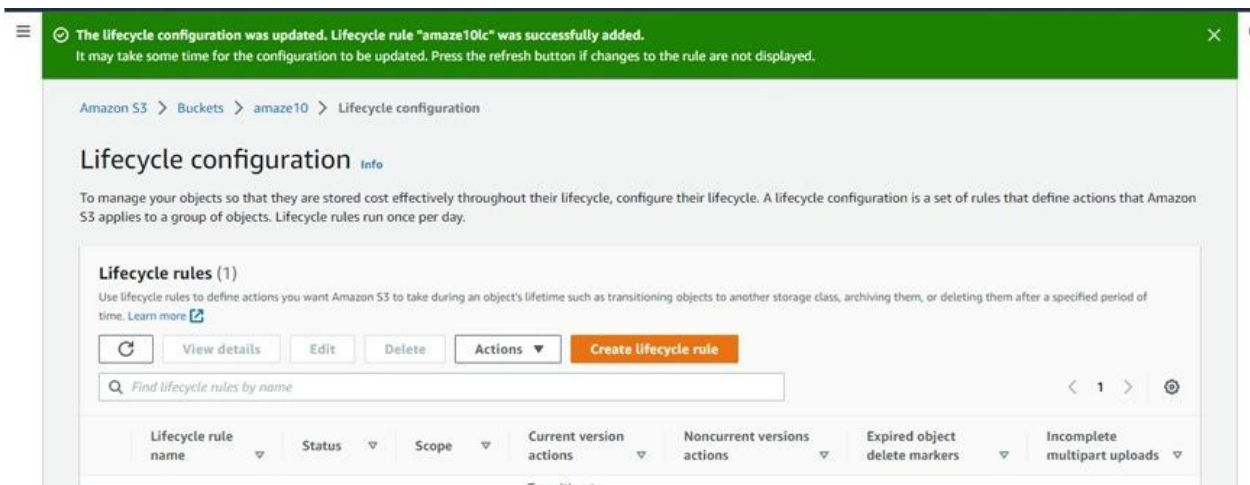 The lifecycle configuration was updated. Lifecycle rule "amaze10lc" was successfully added.
It may take some time for the configuration to be updated. Press the refresh button if changes to the rule are not displayed.
Amazon S3 > Buckets > amaze10 > Lifecycle configuration
Lifecycle configuration Info
To manage your objects so that they are stored cost effectively throughout their lifecycle, configure their lifecycle. A lifecycle configuration is a set of rules that define actions that Amazon
S3 applies to a group of objects. Lifecycle rules run once per day.
Lifecycle rules (1)
Use lifecycle rules to define actions you want Amazon S3 to take during an object's lifetime such as transitioning objects to another storage class, archiving them, or deleting them after a specified period of
time. Learn more
View details Edit Delete Actions Create lifecycle rule
Find lifecycle rules by name < 1 >
Lifecycle rule Current version Noncurrent versions Expired object Incomplete
name Status Scope actions actions delete markers multipart uploads